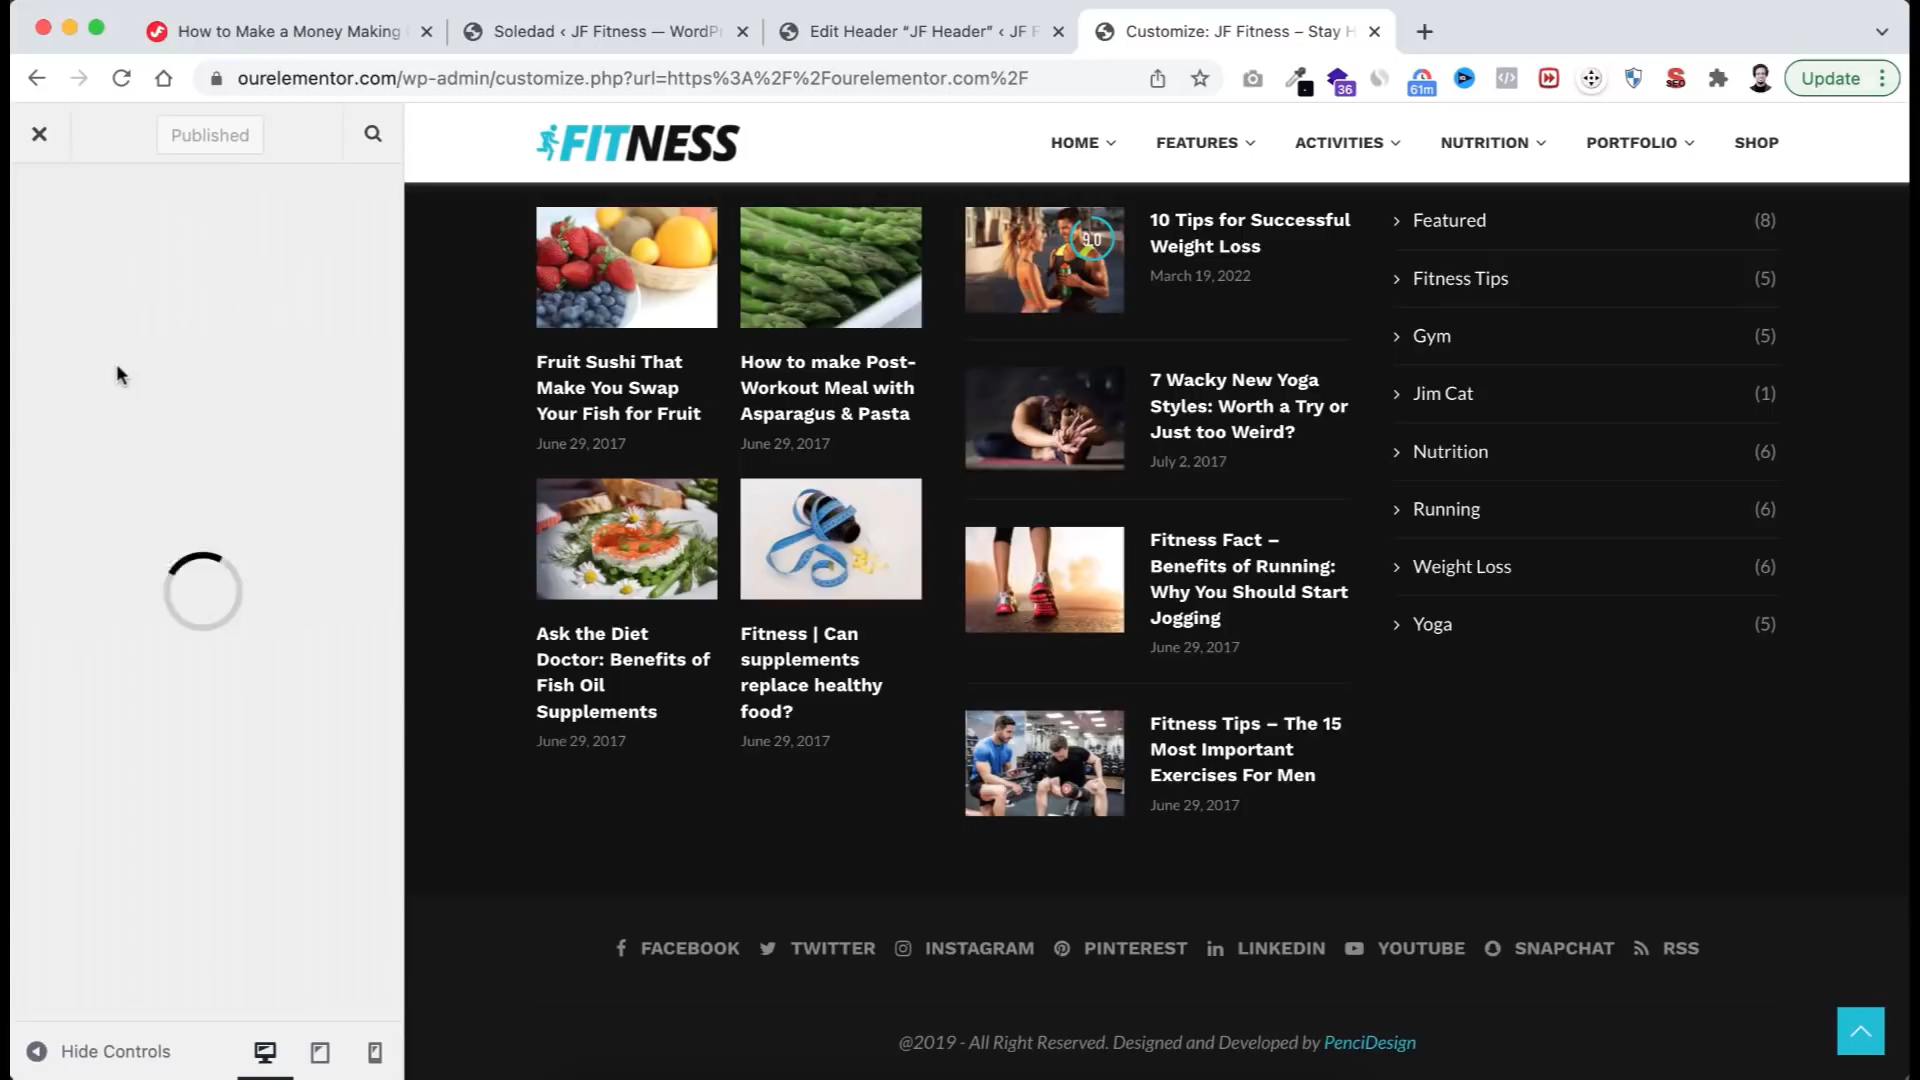 How to Make a Money Making
Soledad ‹ JF Fitness — WordPr
Edit Header “JF Header” ‹ JF F
Customize: JF Fitness – Stay H
ourelementor.com/wp-admin/customize.php?url=https%3A%2F%2Fourelementor.com%2F
36
61m
SEO
Update
Published
FITNESS
HOME
FEATURES
ACTIVITIES
NUTRITION
PORTFOLIO
SHOP
Fruit Sushi That
Make You Swap
Your Fish for Fruit
June 29, 2017
How to make Post-
Workout Meal with
Asparagus & Pasta
June 29, 2017
Ask the Diet
Doctor: Benefits of
Fish Oil
Supplements
June 29, 2017
Fitness | Can
supplements
replace healthy
food?
June 29, 2017
9.0
10 Tips for Successful
Weight Loss
March 19, 2022
7 Wacky New Yoga
Styles: Worth a Try or
Just too Weird?
July 2, 2017
Fitness Fact –
Benefits of Running:
Why You Should Start
Jogging
June 29, 2017
Fitness Tips – The 15
Most Important
Exercises For Men
June 29, 2017
Featured (8)
Fitness Tips (5)
Gym (5)
Jim Cat (1)
Nutrition (6)
Running (6)
Weight Loss (6)
Yoga (5)
FACEBOOK TWITTER INSTAGRAM PINTEREST LINKEDIN YOUTUBE SNAPCHAT RSS
@2019 - All Right Reserved. Designed and Developed by PenciDesign
Hide Controls